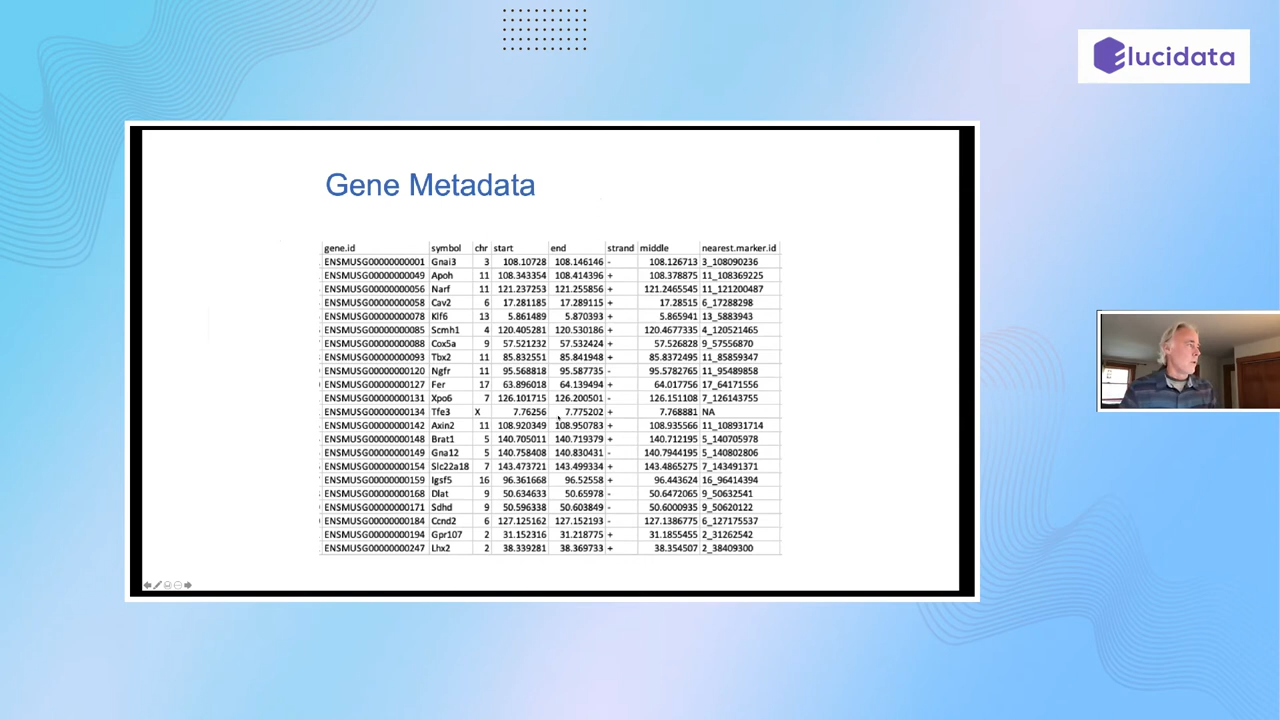 Elucidata
Gene Metadata
gene.id symbol chr start end strand middle nearest.marker.id
ENSMUSG00000000001 Gnai3 3 108.10728 108.146146 - 108.126713 3_108090236
ENSMUSG00000000049 Apoh 11 108.343354 108.414396 + 108.378875 11_108369225
ENSMUSG00000000056 Narf 11 121.237253 121.255856 + 121.2465545 11_121200487
ENSMUSG00000000058 Cav2 6 17.281185 17.289115 + 17.28515 6_17288298
ENSMUSG00000000078 Klf6 13 5.861489 5.870393 + 5.865941 13_5883943
ENSMUSG00000000085 Scmh1 4 120.405281 120.530186 + 120.4677335 4_120521465
ENSMUSG00000000088 Cox5a 9 57.521232 57.532424 + 57.526828 9_57556870
ENSMUSG00000000093 Tbx2 11 85.832551 85.841948 + 85.8372495 11_85859347
ENSMUSG00000000120 Ngfr 11 95.568818 95.587735 - 95.5782765 11_95489858
ENSMUSG00000000127 Fer 17 63.896018 64.139494 + 64.017756 17_64171556
ENSMUSG00000000131 Xpo6 7 126.101715 126.200501 - 126.151108 7_126143755
ENSMUSG00000000134 Tfe3 X 7.76256 7.775202 + 7.768881 NA
ENSMUSG00000000142 Axin2 11 108.920349 108.950783 + 108.935566 11_108931714
ENSMUSG00000000148 Brat1 5 140.705011 140.719379 + 140.712195 5_140705978
ENSMUSG00000000149 Gna12 5 140.758408 140.830431 - 140.7944195 5_140802806
ENSMUSG00000000154 Slc22a18 7 143.473721 143.499334 + 143.4865275 7_143491371
ENSMUSG00000000159 Igsf5 16 96.361668 96.52558 + 96.443624 16_96414394
ENSMUSG00000000168 Dlat 9 50.634633 50.65978 - 50.6472065 9_50632541
ENSMUSG00000000171 Sdhd 9 50.596338 50.603849 - 50.6000935 9_50620122
ENSMUSG00000000184 Ccnd2 6 127.125162 127.152193 - 127.1386775 6_127175537
ENSMUSG00000000194 Gpr107 2 31.152316 31.218775 + 31.1855455 2_31262542
ENSMUSG00000000247 Lhx2 2 38.339281 38.369733 + 38.354507 2_38409300